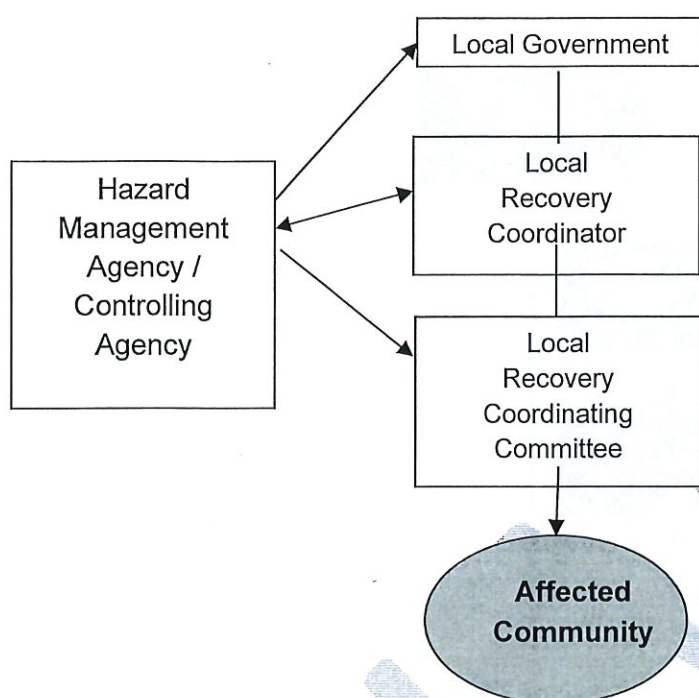 Local Government
Hazard
Management
Agency /
Controlling
Agency
Local
Recovery
Coordinator
Local
Recovery
Coordinating
Committee
Affected
Community